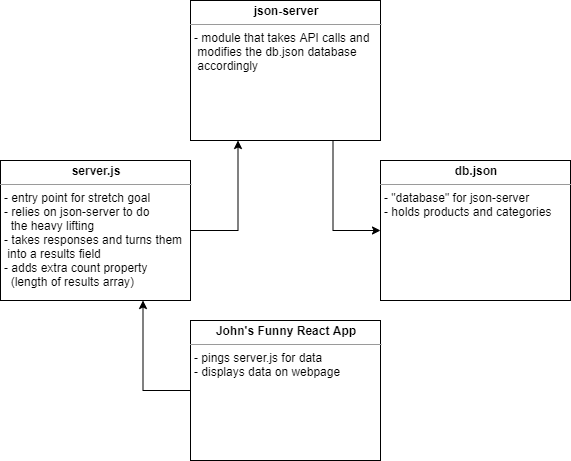 json-server
- module that takes API calls and
modifies the db.json database
accordingly
server.js
- entry point for stretch goal
- relies on json-server to do
the heavy lifting
- takes responses and turns them
into a results field
- adds extra count property
(length of results array)
db.json
- "database" for json-server
- holds products and categories
John's Funny React App
- pings server.js for data
- displays data on webpage